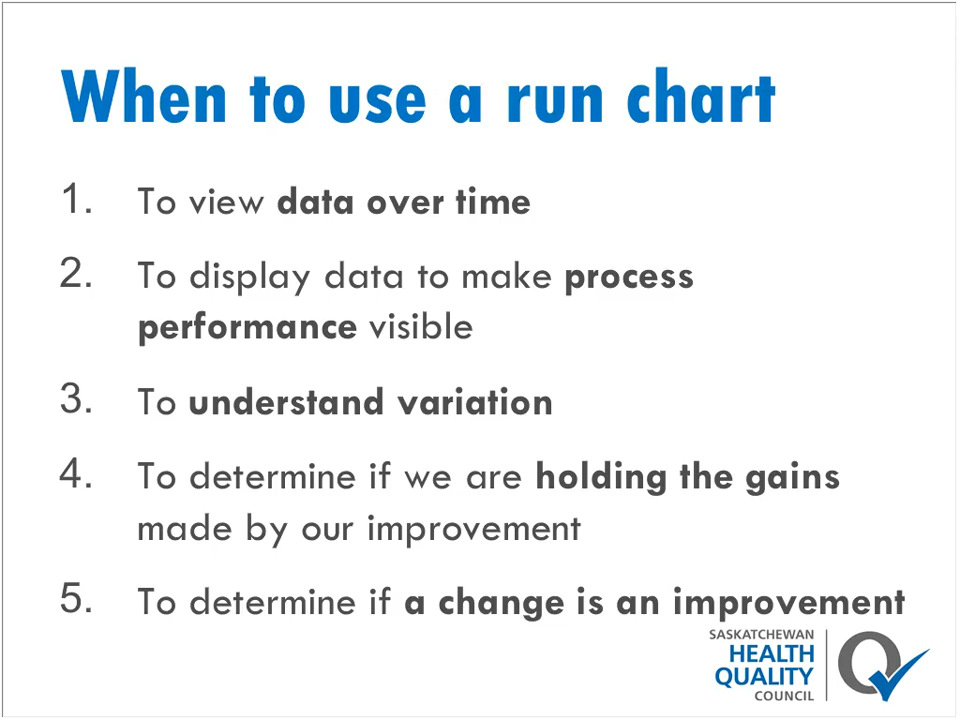 When to use a run chart
1. To view data over time
2. To display data to make process
performance visible
3. To understand variation
4. To determine if we are holding the gains
made by our improvement
5. To determine if a change is an improvement
SASKATCHEWAN
HEALTH
QUALITY
COUNCIL